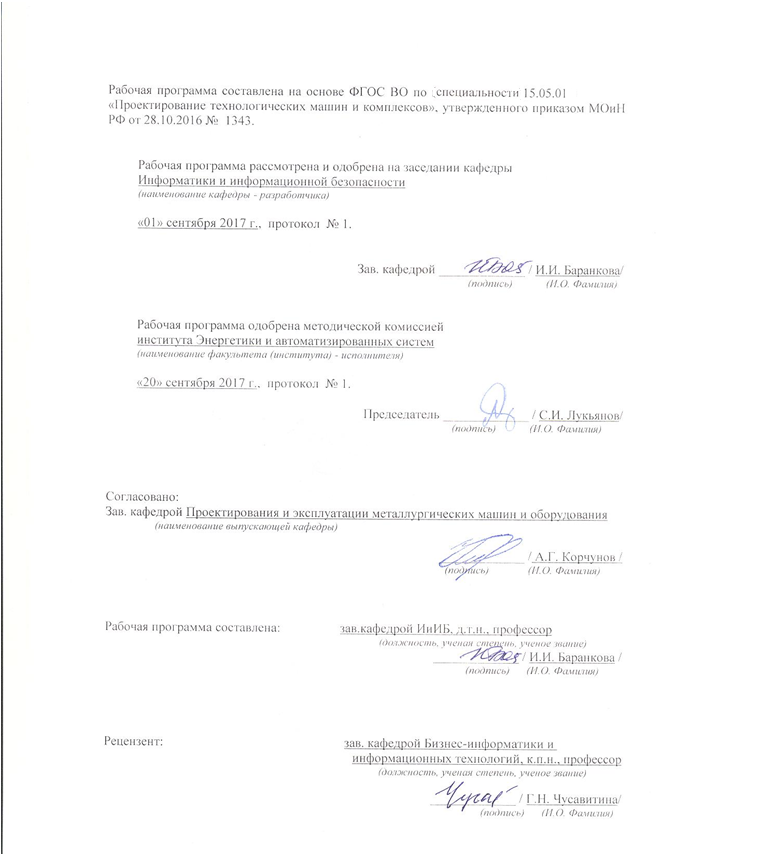 Рабочая программа составлена на основе ФГОС ВО по специальности 15.05.01
«Проектирование технологических машин и комплексов», утвержденного приказом МОиН
РФ от 28.10.2016 № 1343.
Рабочая программа рассмотрена и одобрена на заседании кафедры
Информатики и информационной безопасности
(наименование кафедры - разработчика)
«01» сентября 2017 г., протокол № 1.
Зав. кафедрой ____________ / И.И. Баранкова/
(подпись) (И.О. Фамилия)
Рабочая программа одобрена методической комиссией
института Энергетики и автоматизированных систем
(наименование факультета (института) - исполнителя)
«20» сентября 2017 г., протокол № 1.
Председатель ____________ / С.И. Лукьянов/
(подпись) (И.О. Фамилия)
Согласовано:
Зав. кафедрой Проектирования и эксплуатации металлургических машин и оборудования
(наименование выпускающей кафедры)
____________ / А.Г. Корчунов /
(подпись) (И.О. Фамилия)
Рабочая программа составлена: зав.кафедрой ИиИБ, д.т.н., профессор
(должность, ученая степень, ученое звание)
____________ / И.И. Баранкова /
(подпись) (И.О. Фамилия)
Рецензент: зав. кафедрой Бизнес-информатики и
информационных технологий, к.п.н., профессор
(должность, ученая степень, ученое звание)
____________ / Г.Н. Чусавитина/
(подпись) (И.О. Фамилия)